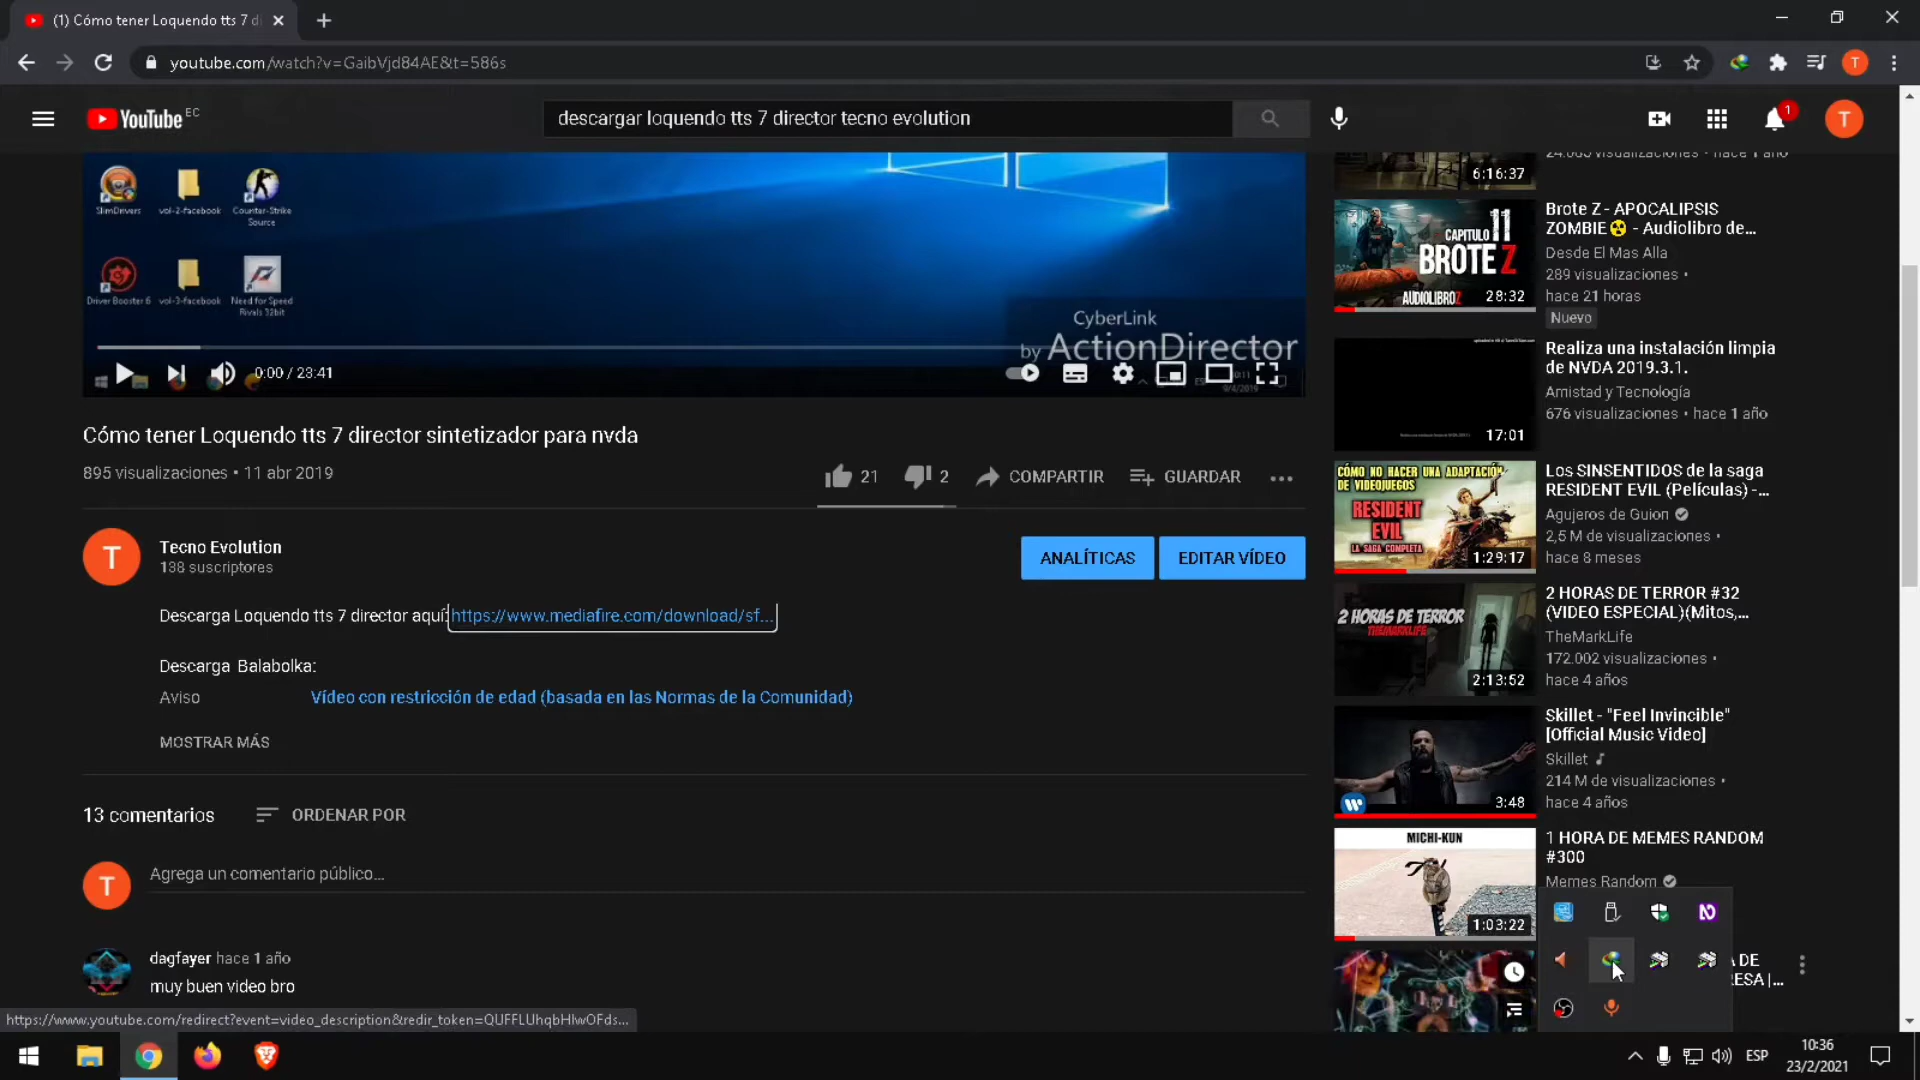 (1) Cómo tener Loquendo tts 7 d
youtube.com/watch?v=GaibVjd84AE&t=586s
YouTube EC
descargar loquendo tts 7 director tecno evolution
1
T
SlimDrivers
vol-2-facebook
Counter-Strike Source
Driver Booster 6
vol-3-facebook
Need for Speed Rivals 32bit
CyberLink
by ActionDirector
0:00 / 23:41
Cómo tener Loquendo tts 7 director sintetizador para nvda
895 visualizaciones • 11 abr 2019
21
2
COMPARTIR
GUARDAR
T
Tecno Evolution
138 suscriptores
ANALÍTICAS
EDITAR VÍDEO
Descarga Loquendo tts 7 director aquí: https://www.mediafire.com/download/sf...
Descarga Balabolka:
Aviso
Vídeo con restricción de edad (basada en las Normas de la Comunidad)
MOSTRAR MÁS
13 comentarios
ORDENAR POR
T
Agrega un comentario público...
dagfayer hace 1 año
muy buen video bro
https://www.youtube.com/redirect?event=video_description&redir_token=QUFFLUhqbHlwOFds...
24.663 visualizaciones • hace 1 año
6:16:37
CAPITULO 11
BROTE Z
AUDIOLIBROZ
28:32
Brote Z - APOCALIPSIS
ZOMBIE☢ - Audiolibro de...
Desde El Mas Alla
289 visualizaciones •
hace 21 horas
Nuevo
17:01
Realiza una instalación limpia
de NVDA 2019.3.1.
Amistad y Tecnología
676 visualizaciones • hace 1 año
CÓMO NO HACER UNA ADAPTACIÓN
DE VIDEOJUEGOS
RESIDENT
EVIL
LA SAGA COMPLETA
1:29:17
Los SINSENTIDOS de la saga
RESIDENT EVIL (Películas) -...
Agujeros de Guion
2,5 M de visualizaciones •
hace 8 meses
2 HORAS DE TERROR
THEMARKLIFE
2:13:52
2 HORAS DE TERROR #32
(VIDEO ESPECIAL)(Mitos,...
TheMarkLife
172.002 visualizaciones •
hace 4 años
3:48
Skillet - "Feel Invincible"
[Official Music Video]
Skillet ♪
214 M de visualizaciones •
hace 4 años
MICHI-KUN
1:03:22
1 HORA DE MEMES RANDOM
#300
Memes Random
A DE
RESA |...
ESP
10:36
23/2/2021